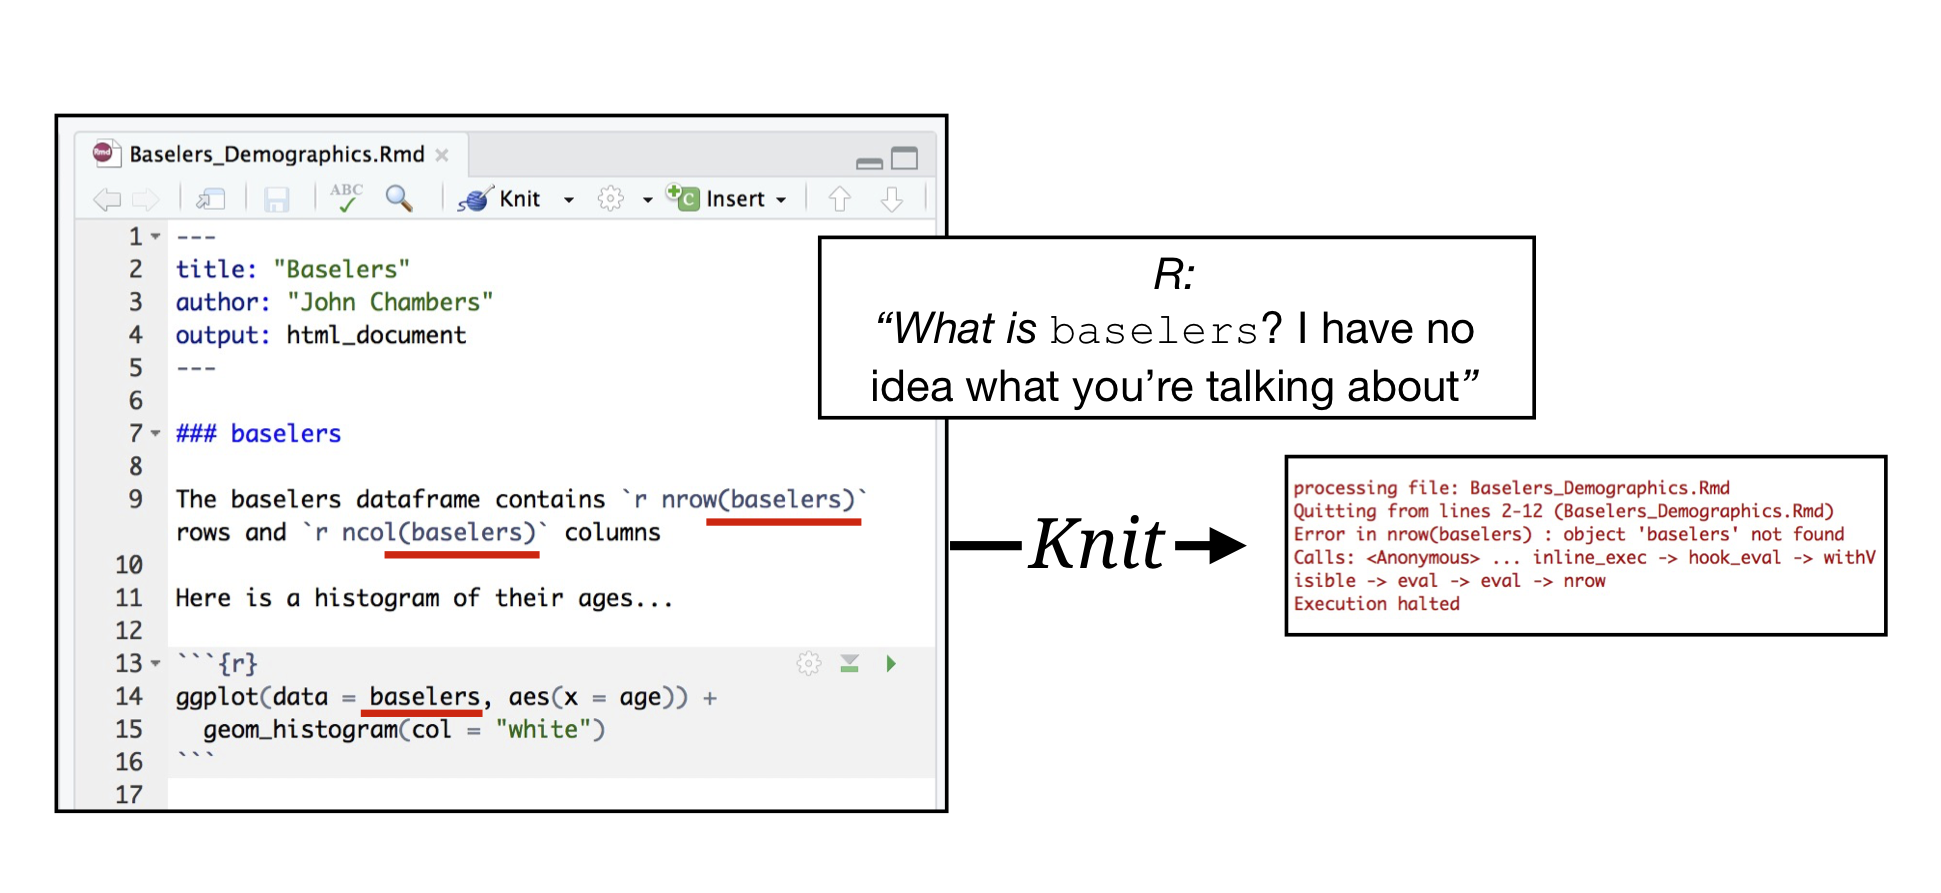 Baselers_Demographics.Rmd
ABC Knit Insert
1 ---
2 title: "Baselers"
3 author: "John Chambers"
4 output: html_document
5 ---
6
7 ### baselers
8
9 The baselers dataframe contains `r nrow(baselers)`
rows and `r ncol(baselers)` columns
10
11 Here is a histogram of their ages...
12
13 ```{r}
14 ggplot(data = baselers, aes(x = age)) +
15   geom_histogram(col = "white")
16 ```
17
R:
“What is baselers? I have no
idea what you’re talking about”
Knit
processing file: Baselers_Demographics.Rmd
Quitting from lines 2-12 (Baselers_Demographics.Rmd)
Error in nrow(baselers) : object 'baselers' not found
Calls: <Anonymous> ... inline_exec -> hook_eval -> withV
isible -> eval -> eval -> nrow
Execution halted